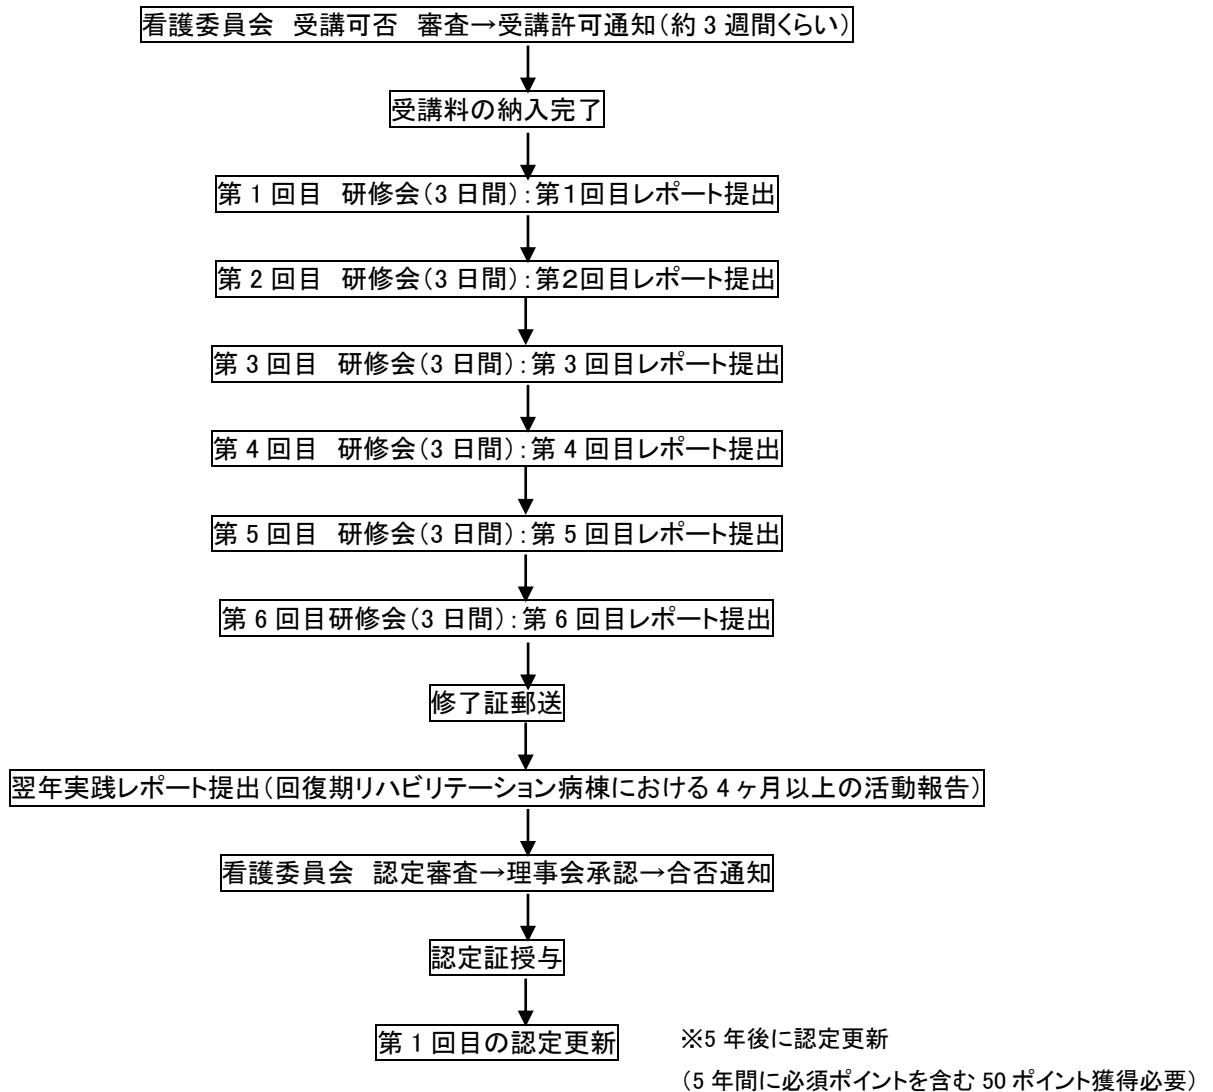 看護委員会　受講可否　審査→受講許可通知（約3週間くらい）
受講料の納入完了
第1回目　研修会（3日間）：第１回目レポート提出
第2回目　研修会（3日間）：第２回目レポート提出
第3回目　研修会（3日間）：第3回目レポート提出
第4回目　研修会（3日間）：第4回目レポート提出
第5回目　研修会（3日間）：第5回目レポート提出
第6回目研修会（3日間）：第6回目レポート提出
修了証郵送
翌年実践レポート提出（回復期リハビリテーション病棟における4ヶ月以上の活動報告）
看護委員会　認定審査→理事会承認→合否通知
認定証授与
第1回目の認定更新
※5年後に認定更新
（5年間に必須ポイントを含む50ポイント獲得必要）